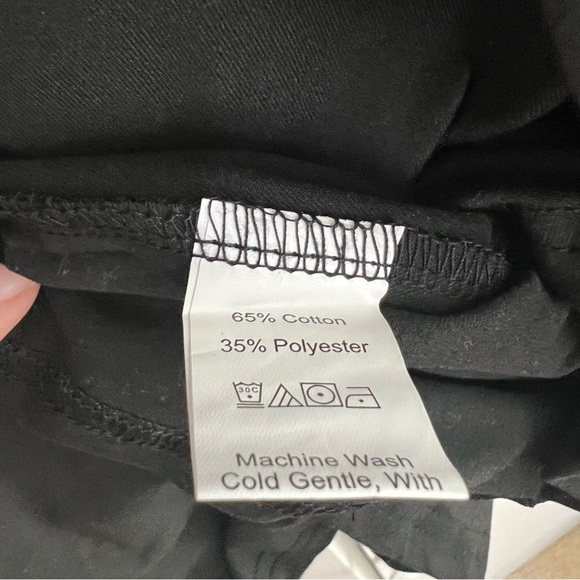 65% Cotton
35% Polyester
30C
Machine Wash
Cold Gentle, With